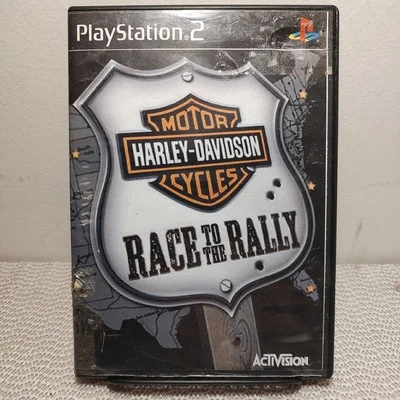 PlayStation®2
MOTOR
HARLEY-DAVIDSON
CYCLES
RACE TO THE RALLY
ACTIVISION